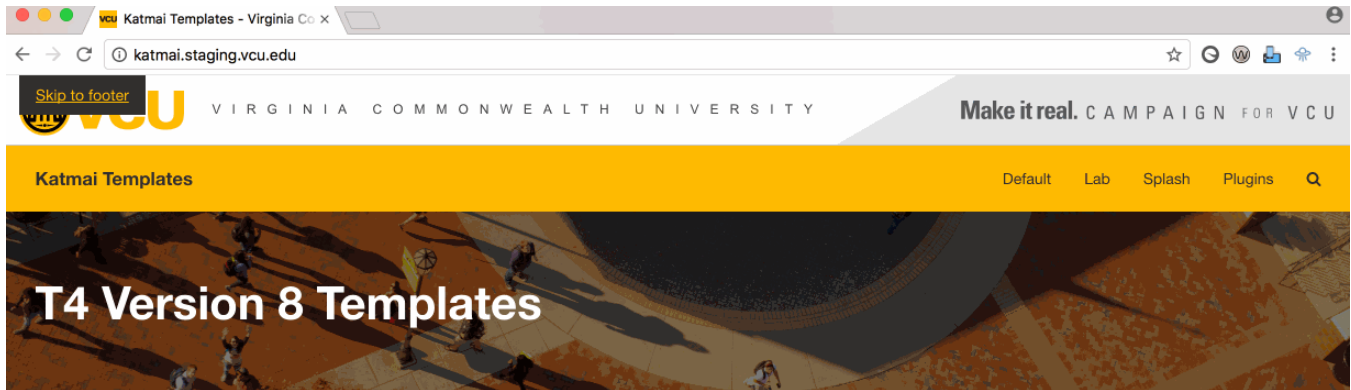 vcu Katmai Templates - Virginia Co
katmai.staging.vcu.edu
Skip to footer
VCU VIRGINIA COMMONWEALTH UNIVERSITY Make it real. CAMPAIGN FOR VCU
Katmai Templates Default Lab Splash Plugins
T4 Version 8 Templates